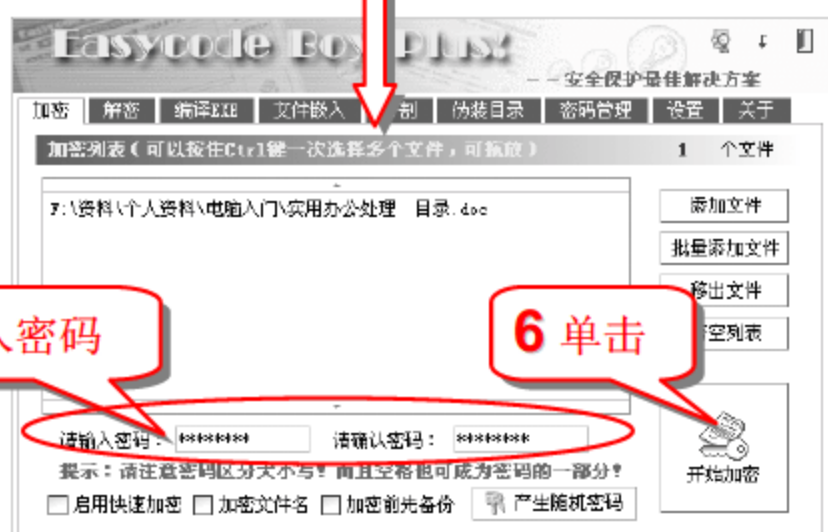 Easycode Boy Plus!
－－安全保护最佳解决方案
加密 解密 编译EXE 文件嵌入 割 伪装目录 密码管理 设置 关于
加密列表（可以按住Ctrl键一次选择多个文件，可拖放） 1 个文件
F:\资料\个人资料\电脑入门\实用办公处理 目录.doc
添加文件
批量添加文件
移出文件
空列表
密码
6 单击
开始加密
请输入密码： ******** 请确认密码： ********
提示：请注意密码区分大小写！而且空格也可成为密码的一部分！
启用快速加密 加密文件名 加密前先备份 产生随机密码